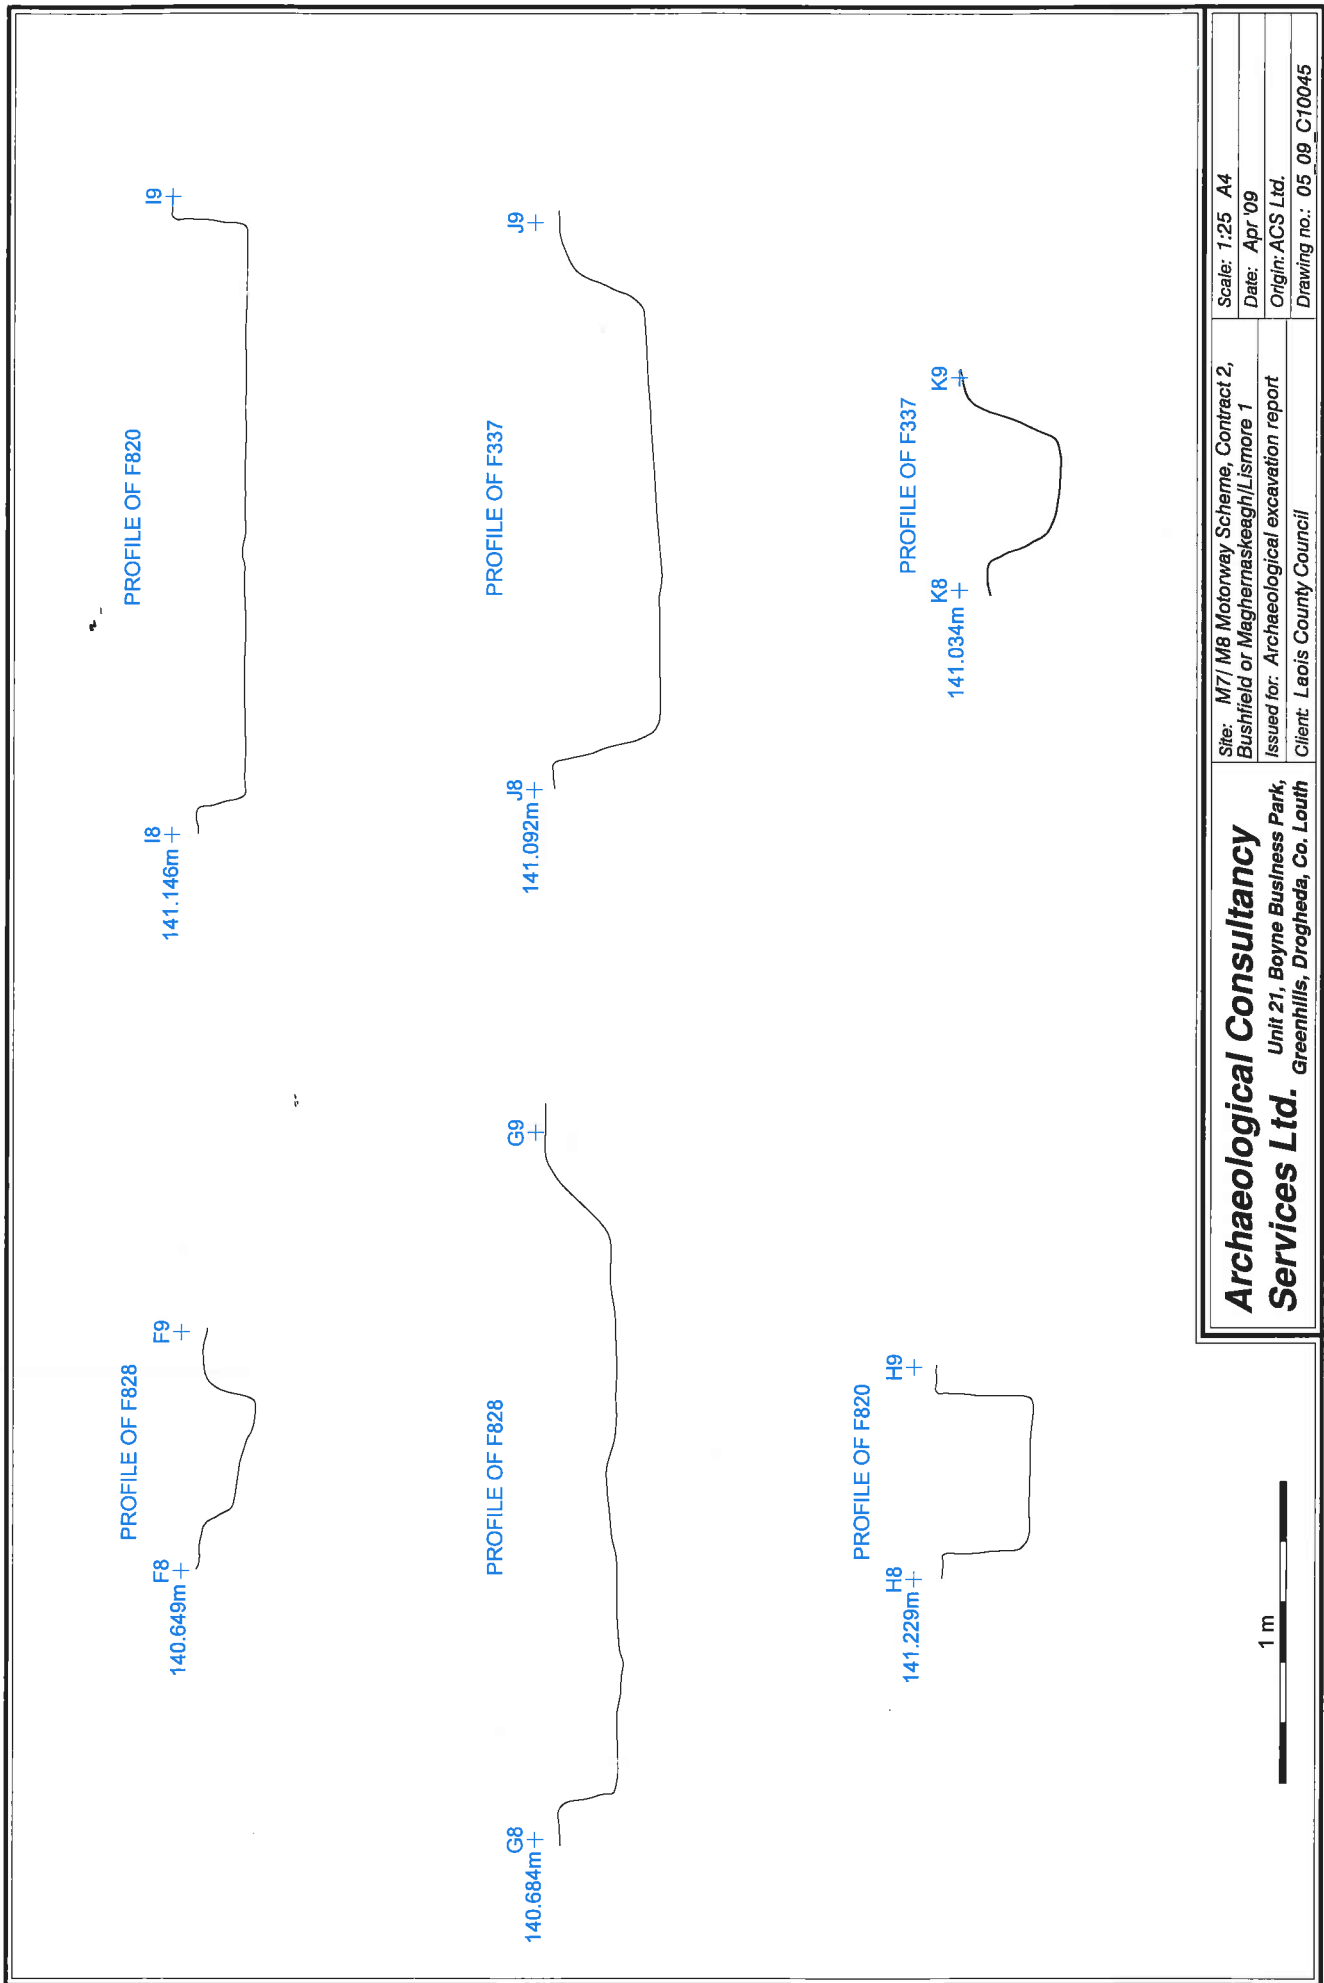 PROFILE OF F828
F8
F9
140.649m
PROFILE OF F820
I8
I9
141.146m
PROFILE OF F828
G8
G9
140.684m
PROFILE OF F337
J8
J9
141.092m
PROFILE OF F820
H8
H9
141.229m
PROFILE OF F337
K8
K9
141.034m
1 m
Archaeological Consultancy
Services Ltd.
Unit 21, Boyne Business Park,
Greenhills, Drogheda, Co. Louth
Site: M7/ M8 Motorway Scheme, Contract 2,
Bushfield or Maghernaskeagh/Lismore 1
Issued for: Archaeological excavation report
Client: Laois County Council
Scale: 1:25 A4
Date: Apr '09
Origin: ACS Ltd.
Drawing no.: 05_09_C10045